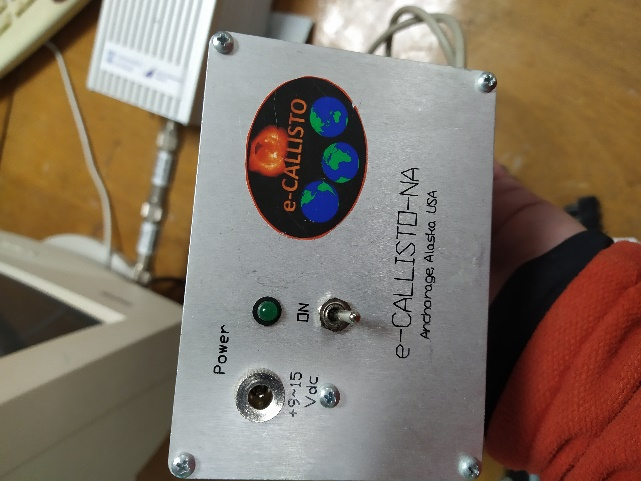 e-CALLISTO
e-CALLISTO-NA
Anchorage, Alaska USA
Power
ON
+9~15
Vdc